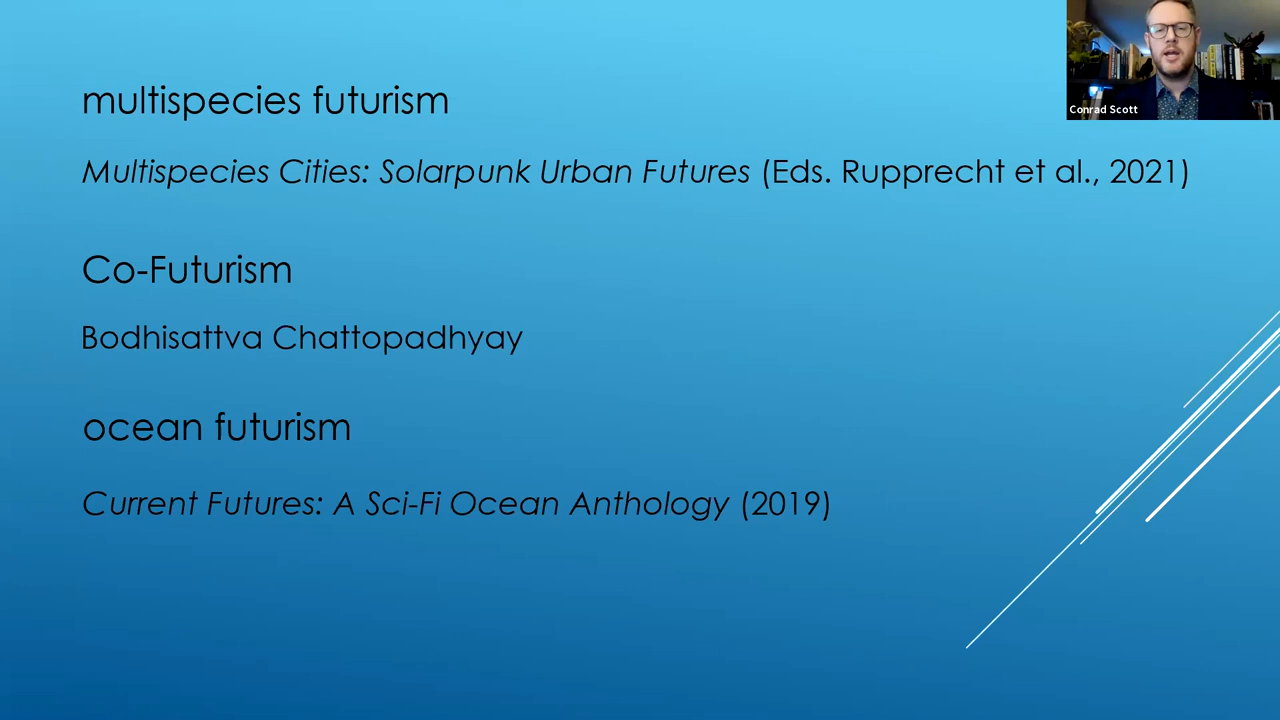 multispecies futurism
Multispecies Cities: Solarpunk Urban Futures (Eds. Rupprecht et al., 2021)
Co-Futurism
Bodhisattva Chattopadhyay
ocean futurism
Current Futures: A Sci-Fi Ocean Anthology (2019)
Conrad Scott